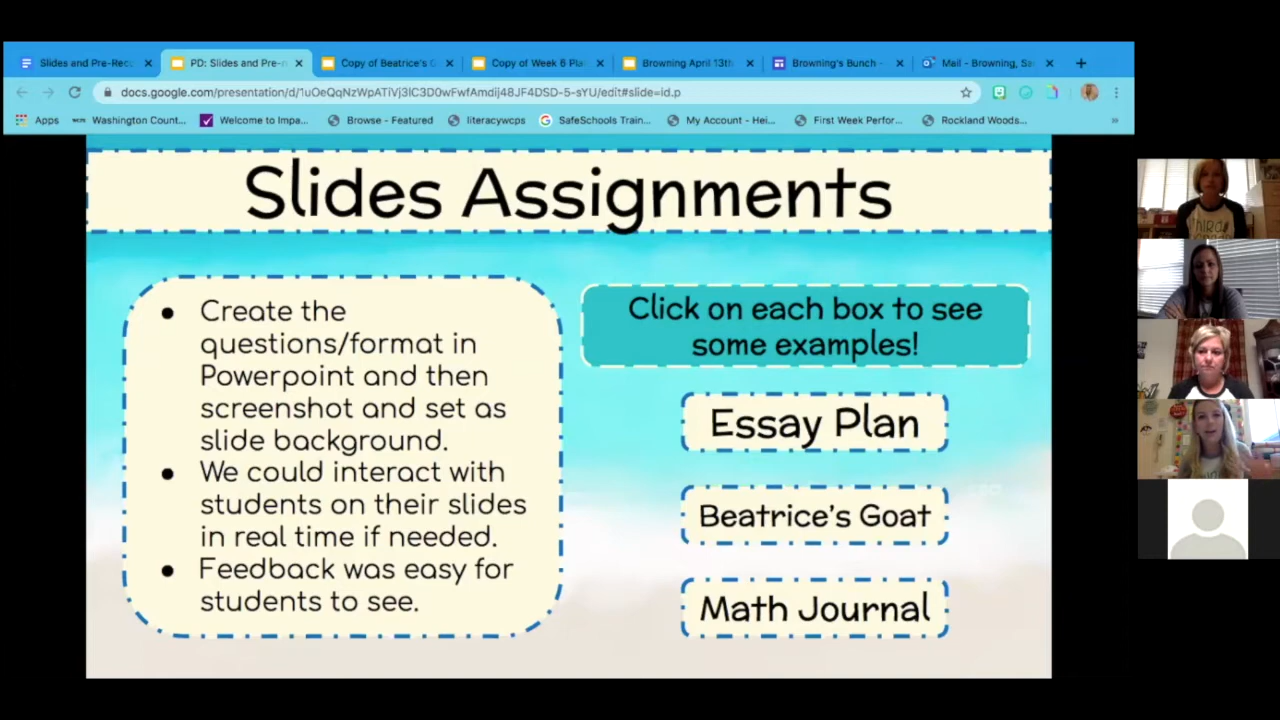 Slides and Pre-Rec
PD: Slides and Pre-r
Copy of Beatrice's G
Copy of Week 6 Pla
Browning April 13th
Browning's Bunch -
Mail - Browning, Sa
docs.google.com/presentation/d/1uOeQqNzWpATiVj3lC3D0wFwfAmdij48JF4DSD-5-sYU/edit#slide=id.p
Apps
Washington Count...
Welcome to Impa...
Browse - Featured
literacywcps
SafeSchools Train...
My Account - Hei...
First Week Perfor...
Rockland Woods...
»
Slides Assignments
● Create the
questions/format in
Powerpoint and then
screenshot and set as
slide background.
● We could interact with
students on their slides
in real time if needed.
● Feedback was easy for
students to see.
Click on each box to see
some examples!
Essay Plan
Beatrice's Goat
Math Journal